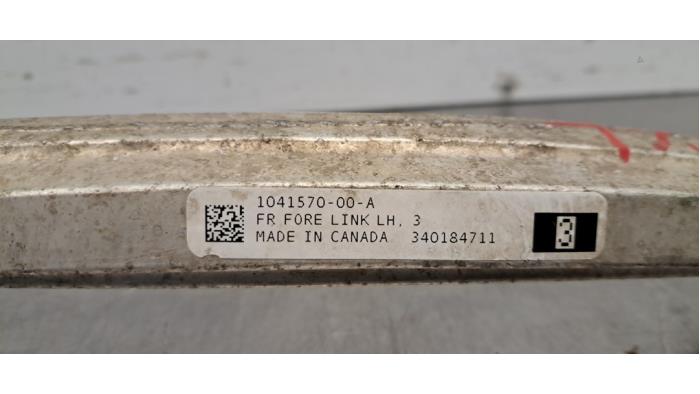 1041570-00-A
FR FORE LINK LH, 3
MADE IN CANADA 340184711
3